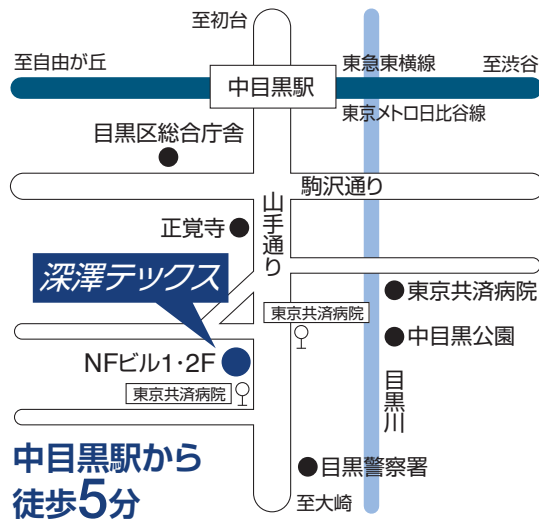 至初台
至自由が丘
東急東横線
至渋谷
中目黒駅
東京メトロ日比谷線
目黒区総合庁舎
駒沢通り
山手通り
正覚寺
深澤テックス
東京共済病院
東京共済病院
中目黒公園
NFビル1・2F
東京共済病院
目黒川
中目黒駅から
徒歩5分
目黒警察署
至大崎